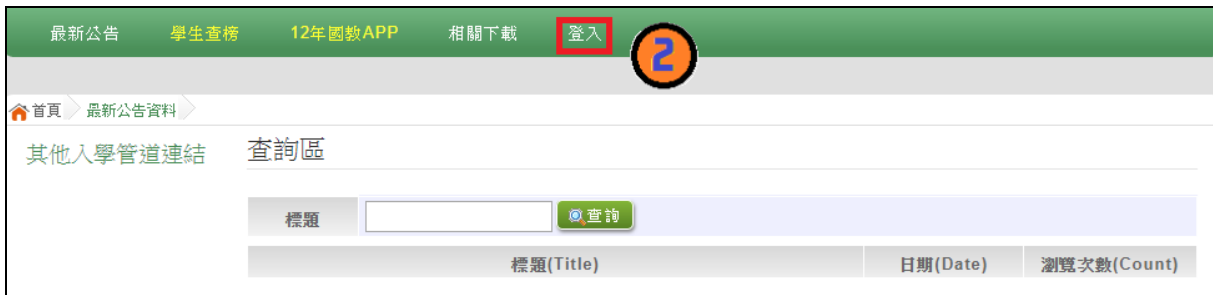 最新公告 學生查榜 12年國教APP 相關下載 登入 2
首頁 最新公告資料
其他入學管道連結 查詢區
標題 查詢
標題(Title) 日期(Date) 瀏覽次數(Count)